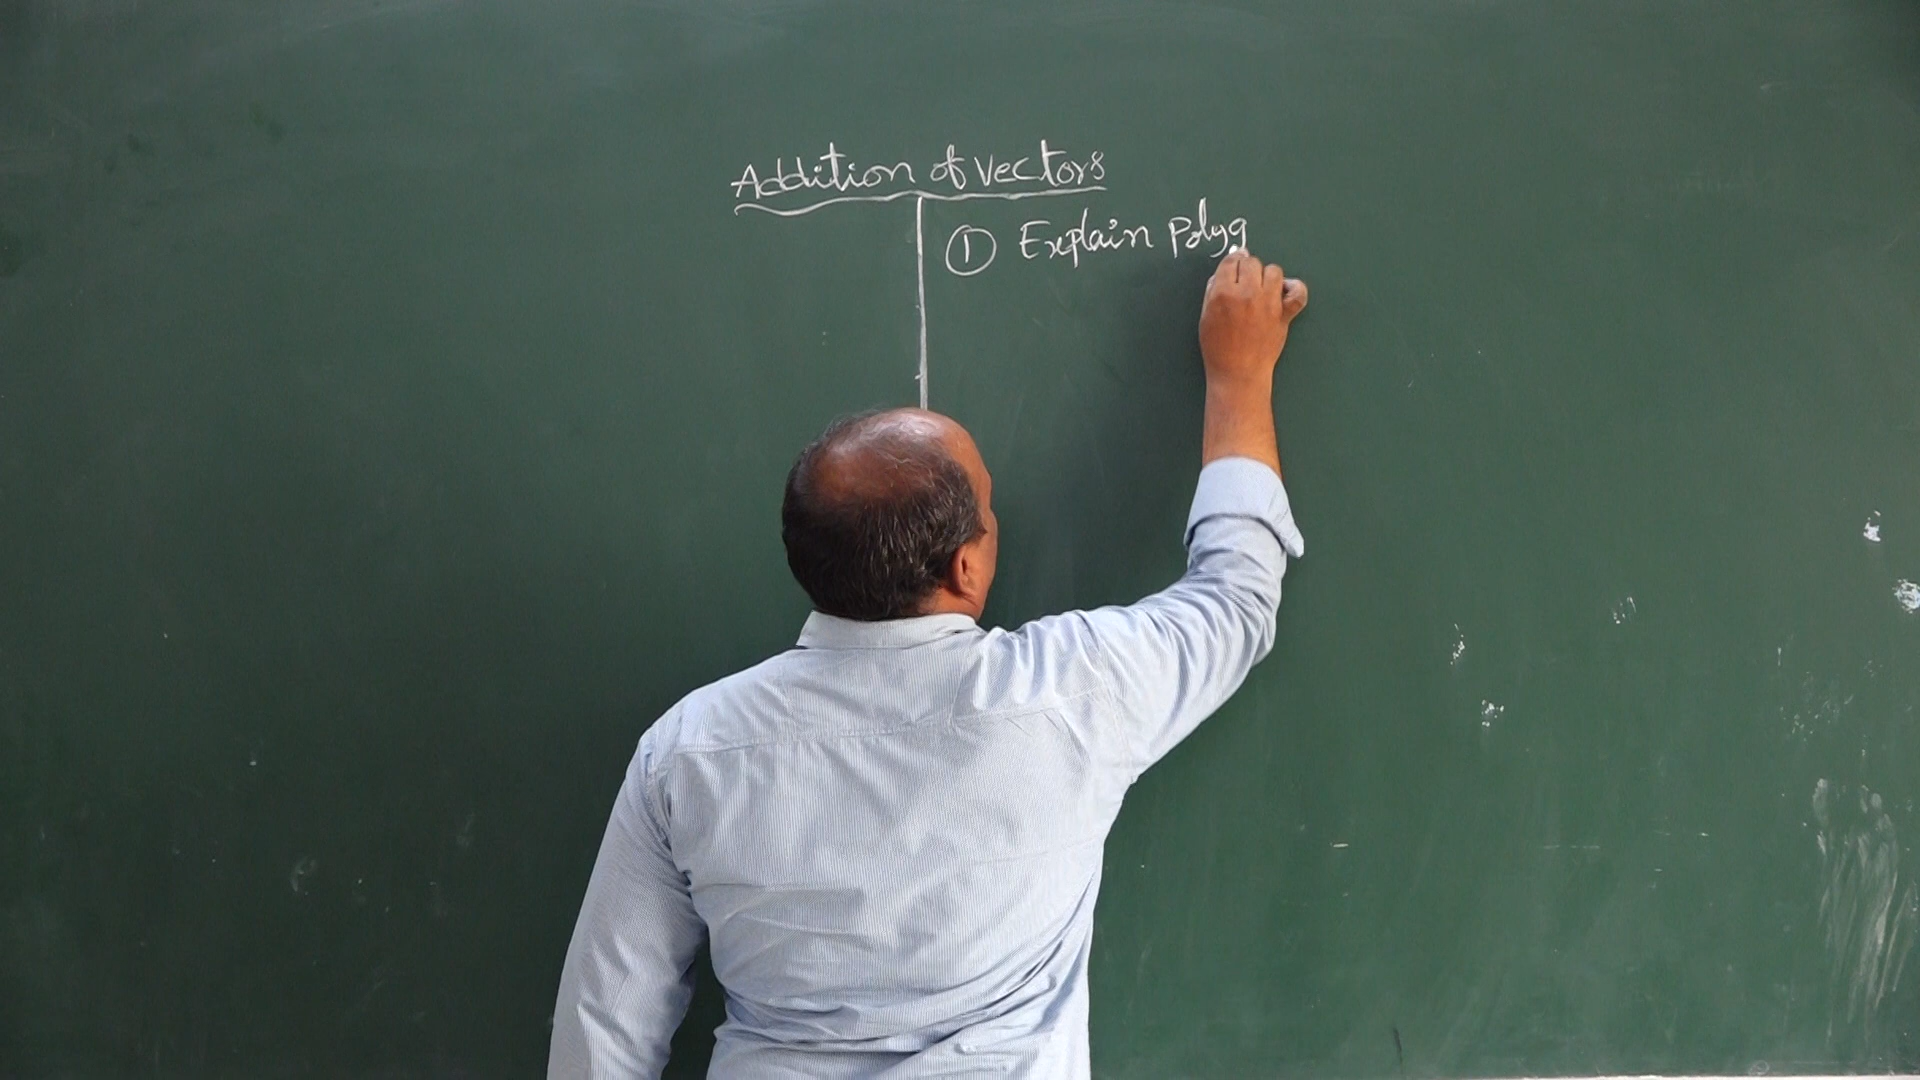 Addition of Vectors
① Explain Polyg